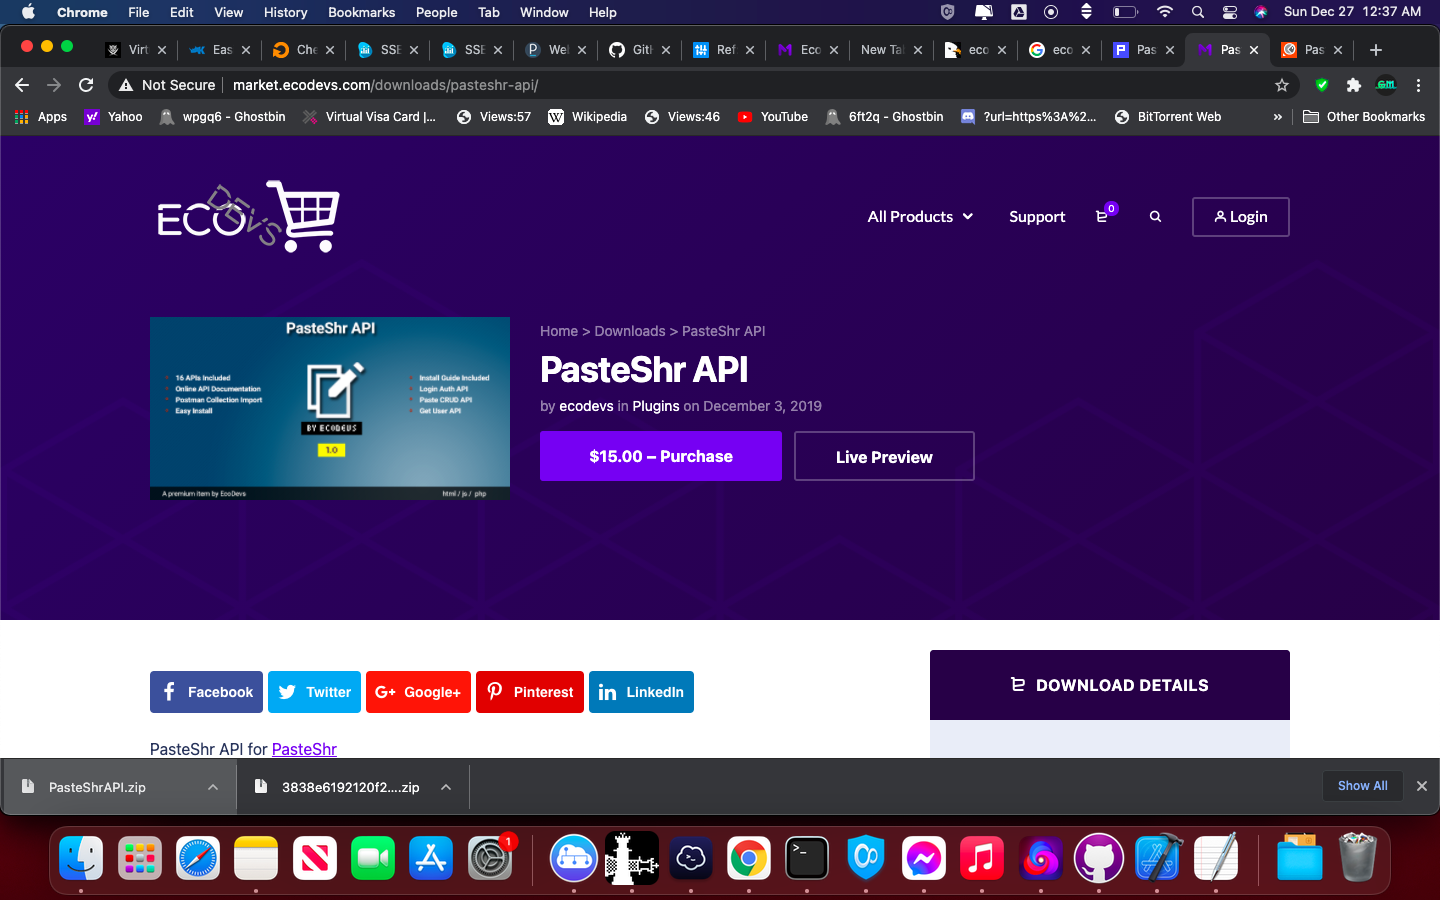 Chrome File Edit View History Bookmarks People Tab Window Help
Sun Dec 27 12:37 AM
Virt Eas Che SSE SSE Wel GitH Ref Eco New Tab eco eco Pas Pas Pas
Not Secure market.ecodevs.com/downloads/pasteshr-api/
Apps Yahoo wpgq6 - Ghostbin Virtual Visa Card |... Views:57 Wikipedia Views:46 YouTube 6ft2q - Ghostbin ?url=https%3A%2... BitTorrent Web » Other Bookmarks
ECO DEVS
All Products Support 0 Login
PasteShr API
16 APIs Included
Online API Documentation
Postman Collection Import
Easy Install
Install Guide Included
Login Auth API
Paste CRUD API
Get User API
BY ECODEVS
1.0
A premium item by EcoDevs html / js / php
Home > Downloads > PasteShr API
PasteShr API
by ecodevs in Plugins on December 3, 2019
$15.00 – Purchase Live Preview
Facebook Twitter Google+ Pinterest LinkedIn
DOWNLOAD DETAILS
PasteShr API for PasteShr
PasteShrAPI.zip 3838e6192120f2....zip Show All
1